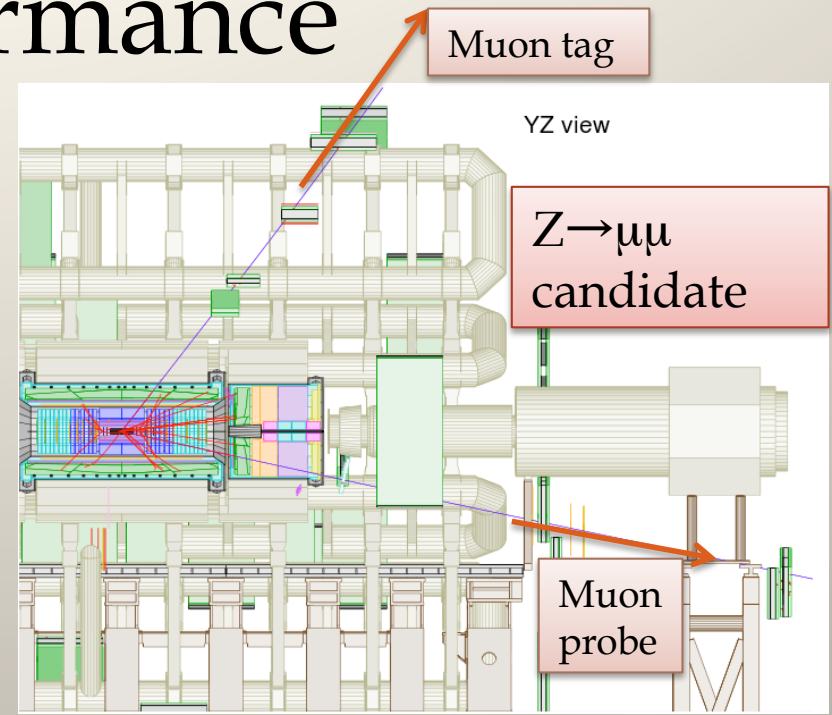 rmance
Muon tag
YZ view
Z→μμ
candidate
Muon
probe